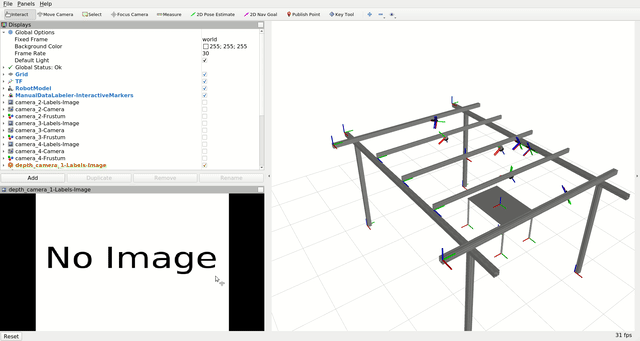 File Panels Help
Interact Move Camera Select Focus Camera Measure 2D Pose Estimate 2D Nav Goal Publish Point Key Tool
Displays
Global Options
Fixed Frame world
Background Color 255; 255; 255
Frame Rate 30
Default Light
Global Status: Ok
Grid
TF
RobotModel
ManualDataLabeler-InteractiveMarkers
camera_2-Labels-Image
camera_2-Camera
camera_2-Frustum
camera_3-Labels-Image
camera_3-Camera
camera_3-Frustum
camera_4-Labels-Image
camera_4-Camera
camera_4-Frustum
depth_camera_1-Labels-Image
Add Duplicate Remove Rename
depth_camera_1-Labels-Image
No Image
Reset 31 fps